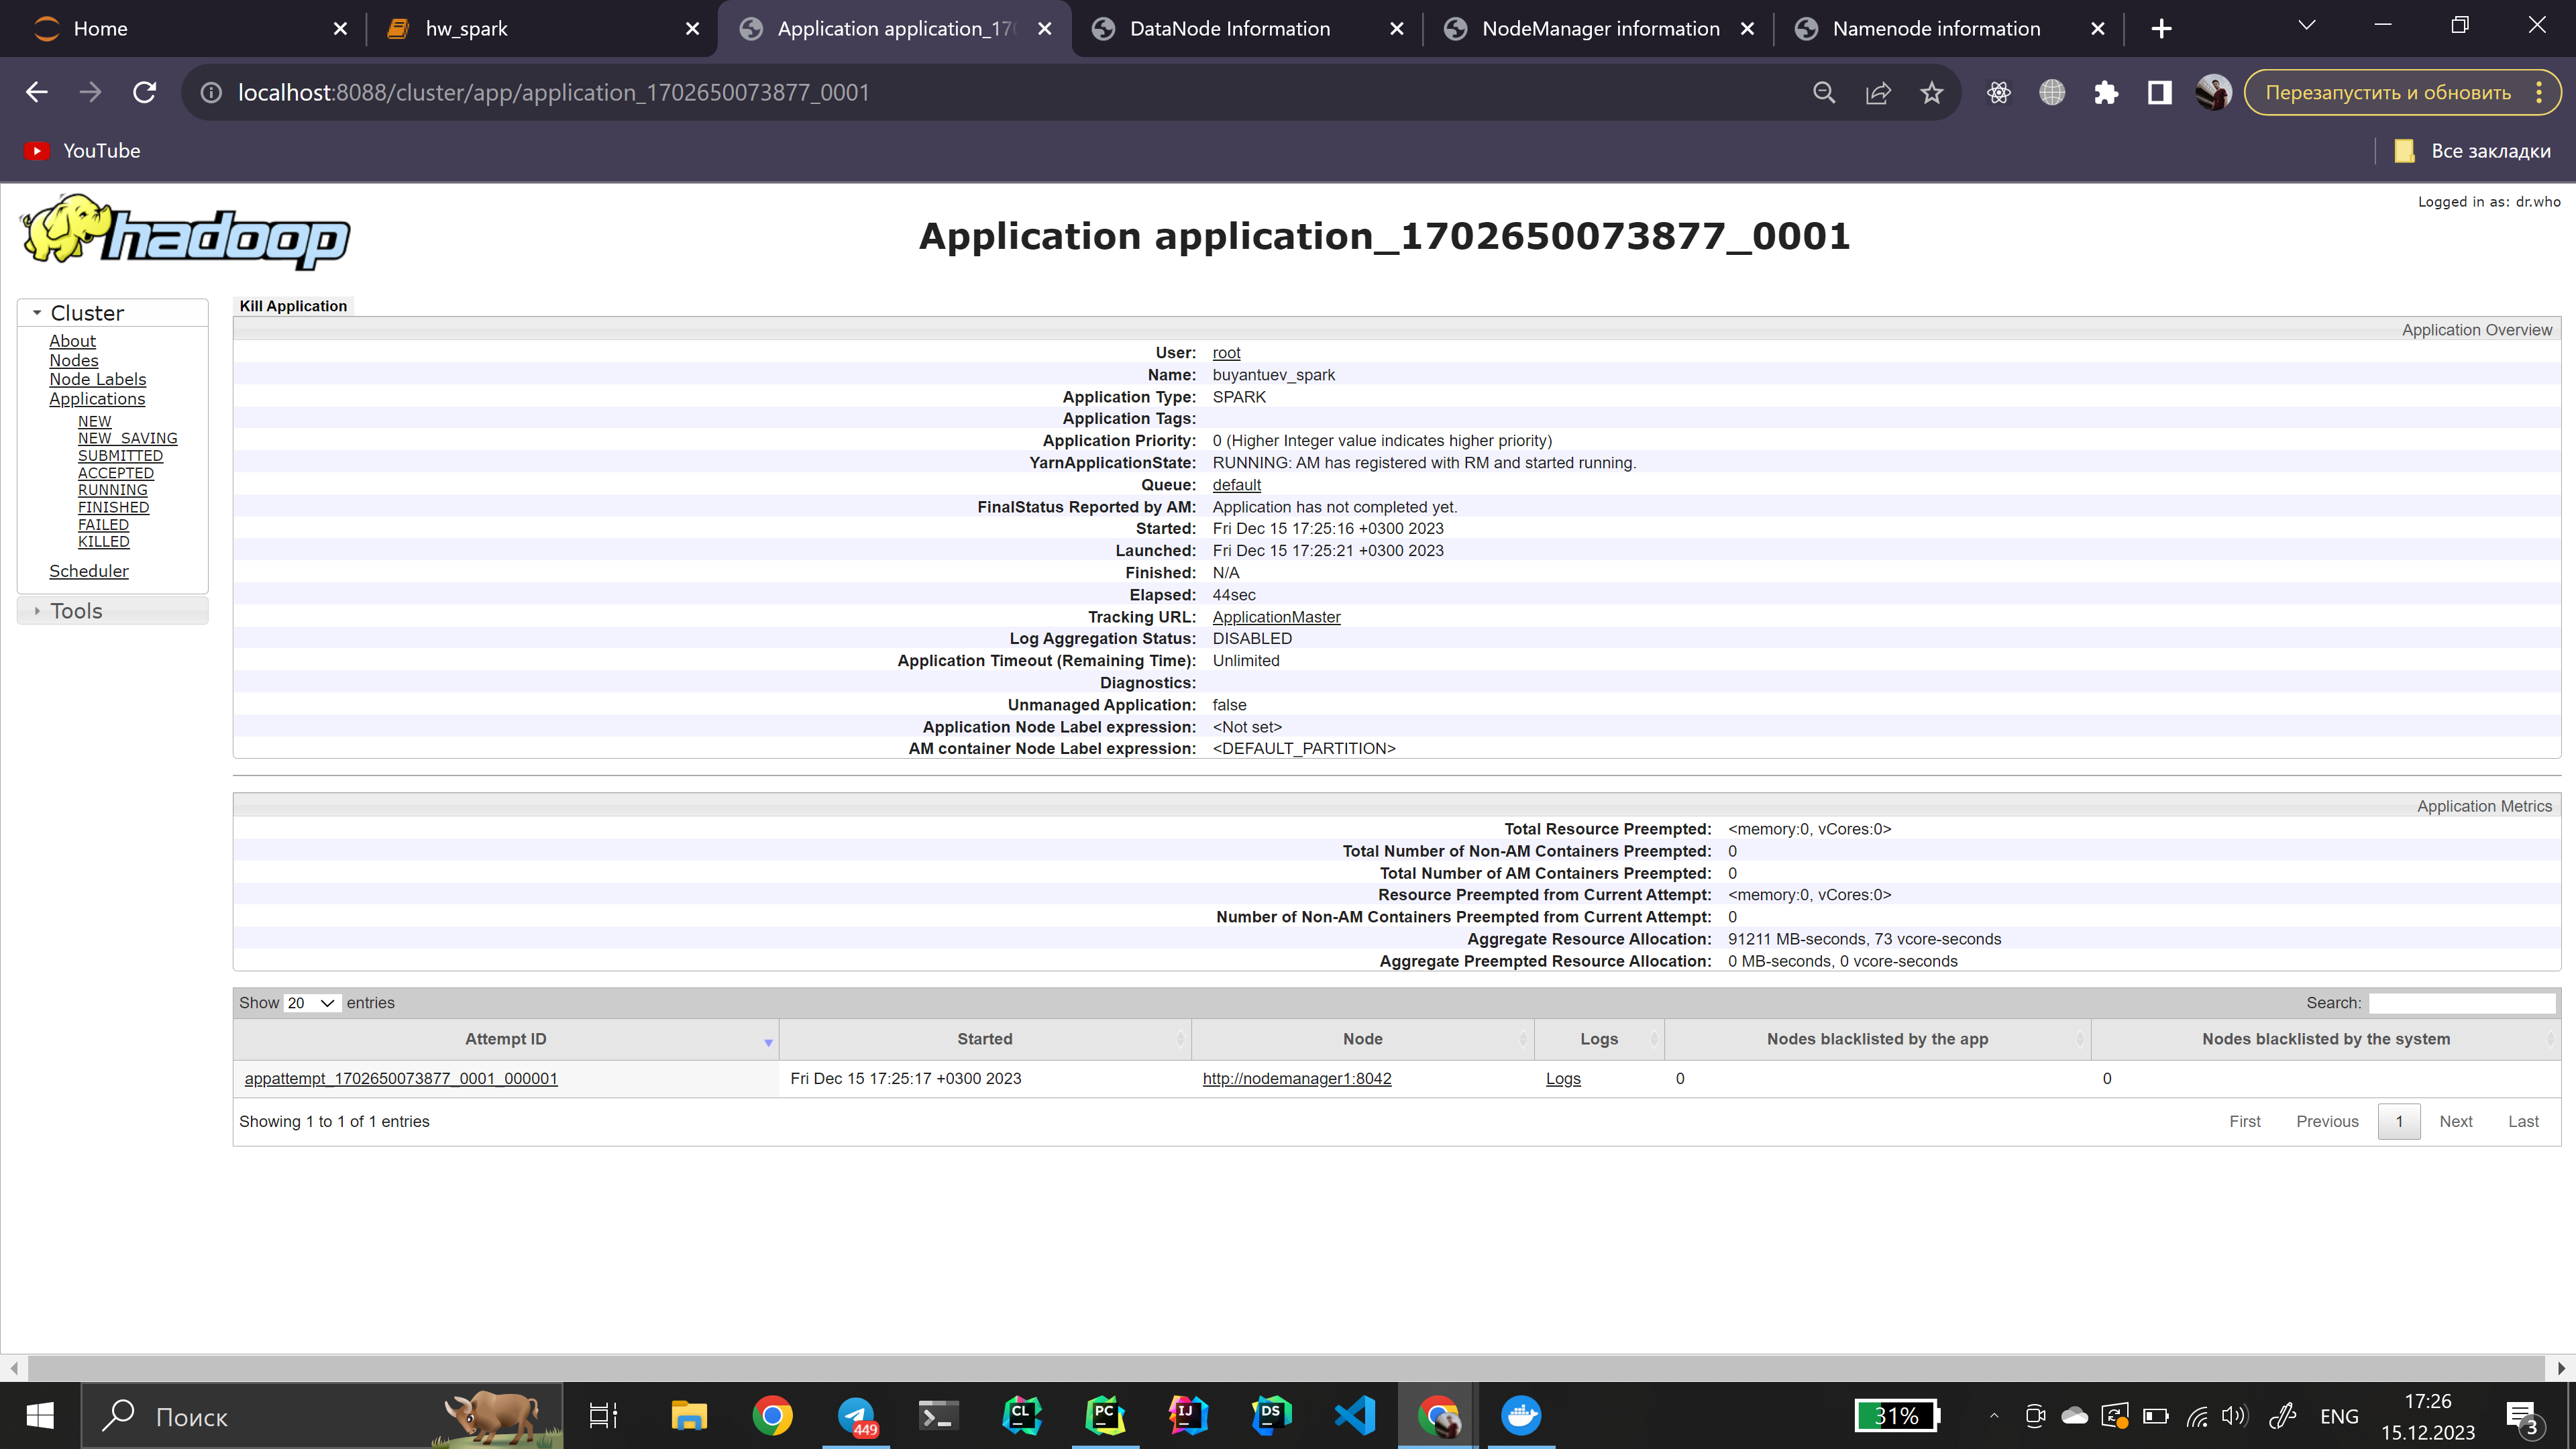 Home
hw_spark
Application application_170
DataNode Information
NodeManager information
Namenode information
localhost:8088/cluster/app/application_1702650073877_0001
Перезапустить и обновить
YouTube
Все закладки
hadoop
Application application_1702650073877_0001
Logged in as: dr.who
Cluster
About
Nodes
Node Labels
Applications
NEW
NEW_SAVING
SUBMITTED
ACCEPTED
RUNNING
FINISHED
FAILED
KILLED
Scheduler
Tools
Kill Application
Application Overview
User: root
Name: buyantuev_spark
Application Type: SPARK
Application Tags:
Application Priority: 0 (Higher Integer value indicates higher priority)
YarnApplicationState: RUNNING: AM has registered with RM and started running.
Queue: default
FinalStatus Reported by AM: Application has not completed yet.
Started: Fri Dec 15 17:25:16 +0300 2023
Launched: Fri Dec 15 17:25:21 +0300 2023
Finished: N/A
Elapsed: 44sec
Tracking URL: ApplicationMaster
Log Aggregation Status: DISABLED
Application Timeout (Remaining Time): Unlimited
Diagnostics:
Unmanaged Application: false
Application Node Label expression: <Not set>
AM container Node Label expression: <DEFAULT_PARTITION>
Application Metrics
Total Resource Preempted: <memory:0, vCores:0>
Total Number of Non-AM Containers Preempted: 0
Total Number of AM Containers Preempted: 0
Resource Preempted from Current Attempt: <memory:0, vCores:0>
Number of Non-AM Containers Preempted from Current Attempt: 0
Aggregate Resource Allocation: 91211 MB-seconds, 73 vcore-seconds
Aggregate Preempted Resource Allocation: 0 MB-seconds, 0 vcore-seconds
Show 20 entries
Search:
Attempt ID Started Node Logs Nodes blacklisted by the app Nodes blacklisted by the system
appattempt_1702650073877_0001_000001 Fri Dec 15 17:25:17 +0300 2023 http://nodemanager1:8042 Logs 0 0
Showing 1 to 1 of 1 entries
First Previous 1 Next Last
Поиск
449
CL
PC
IJ
DS
31%
ENG
17:26
15.12.2023
3